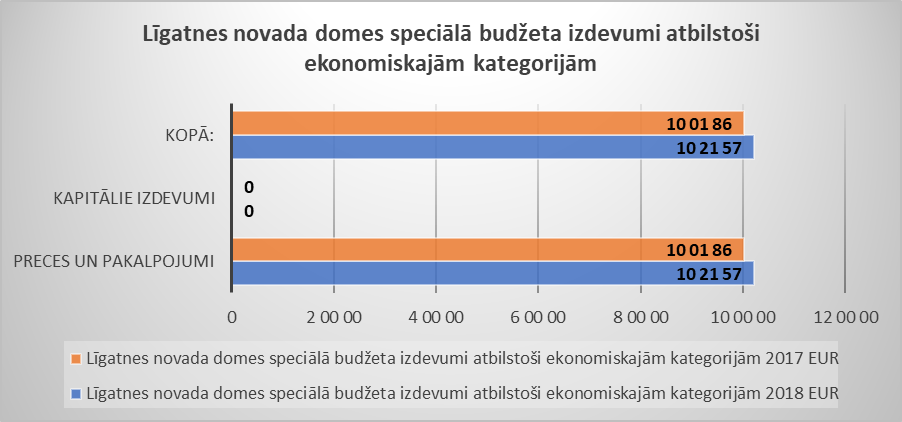 Līgatnes novada domes speciālā budžeta izdevumi atbilstoši
ekonomiskajām kategorijām
KOPĀ:
10 01 86
10 21 57
KAPITĀLIE IZDEVUMI
0
0
PRECES UN PAKALPOJUMI
10 01 86
10 21 57
0 2 00 00 4 00 00 6 00 00 8 00 00 10 00 00 12 00 00
Līgatnes novada domes speciālā budžeta izdevumi atbilstoši ekonomiskajām kategorijām 2017 EUR
Līgatnes novada domes speciālā budžeta izdevumi atbilstoši ekonomiskajām kategorijām 2018 EUR